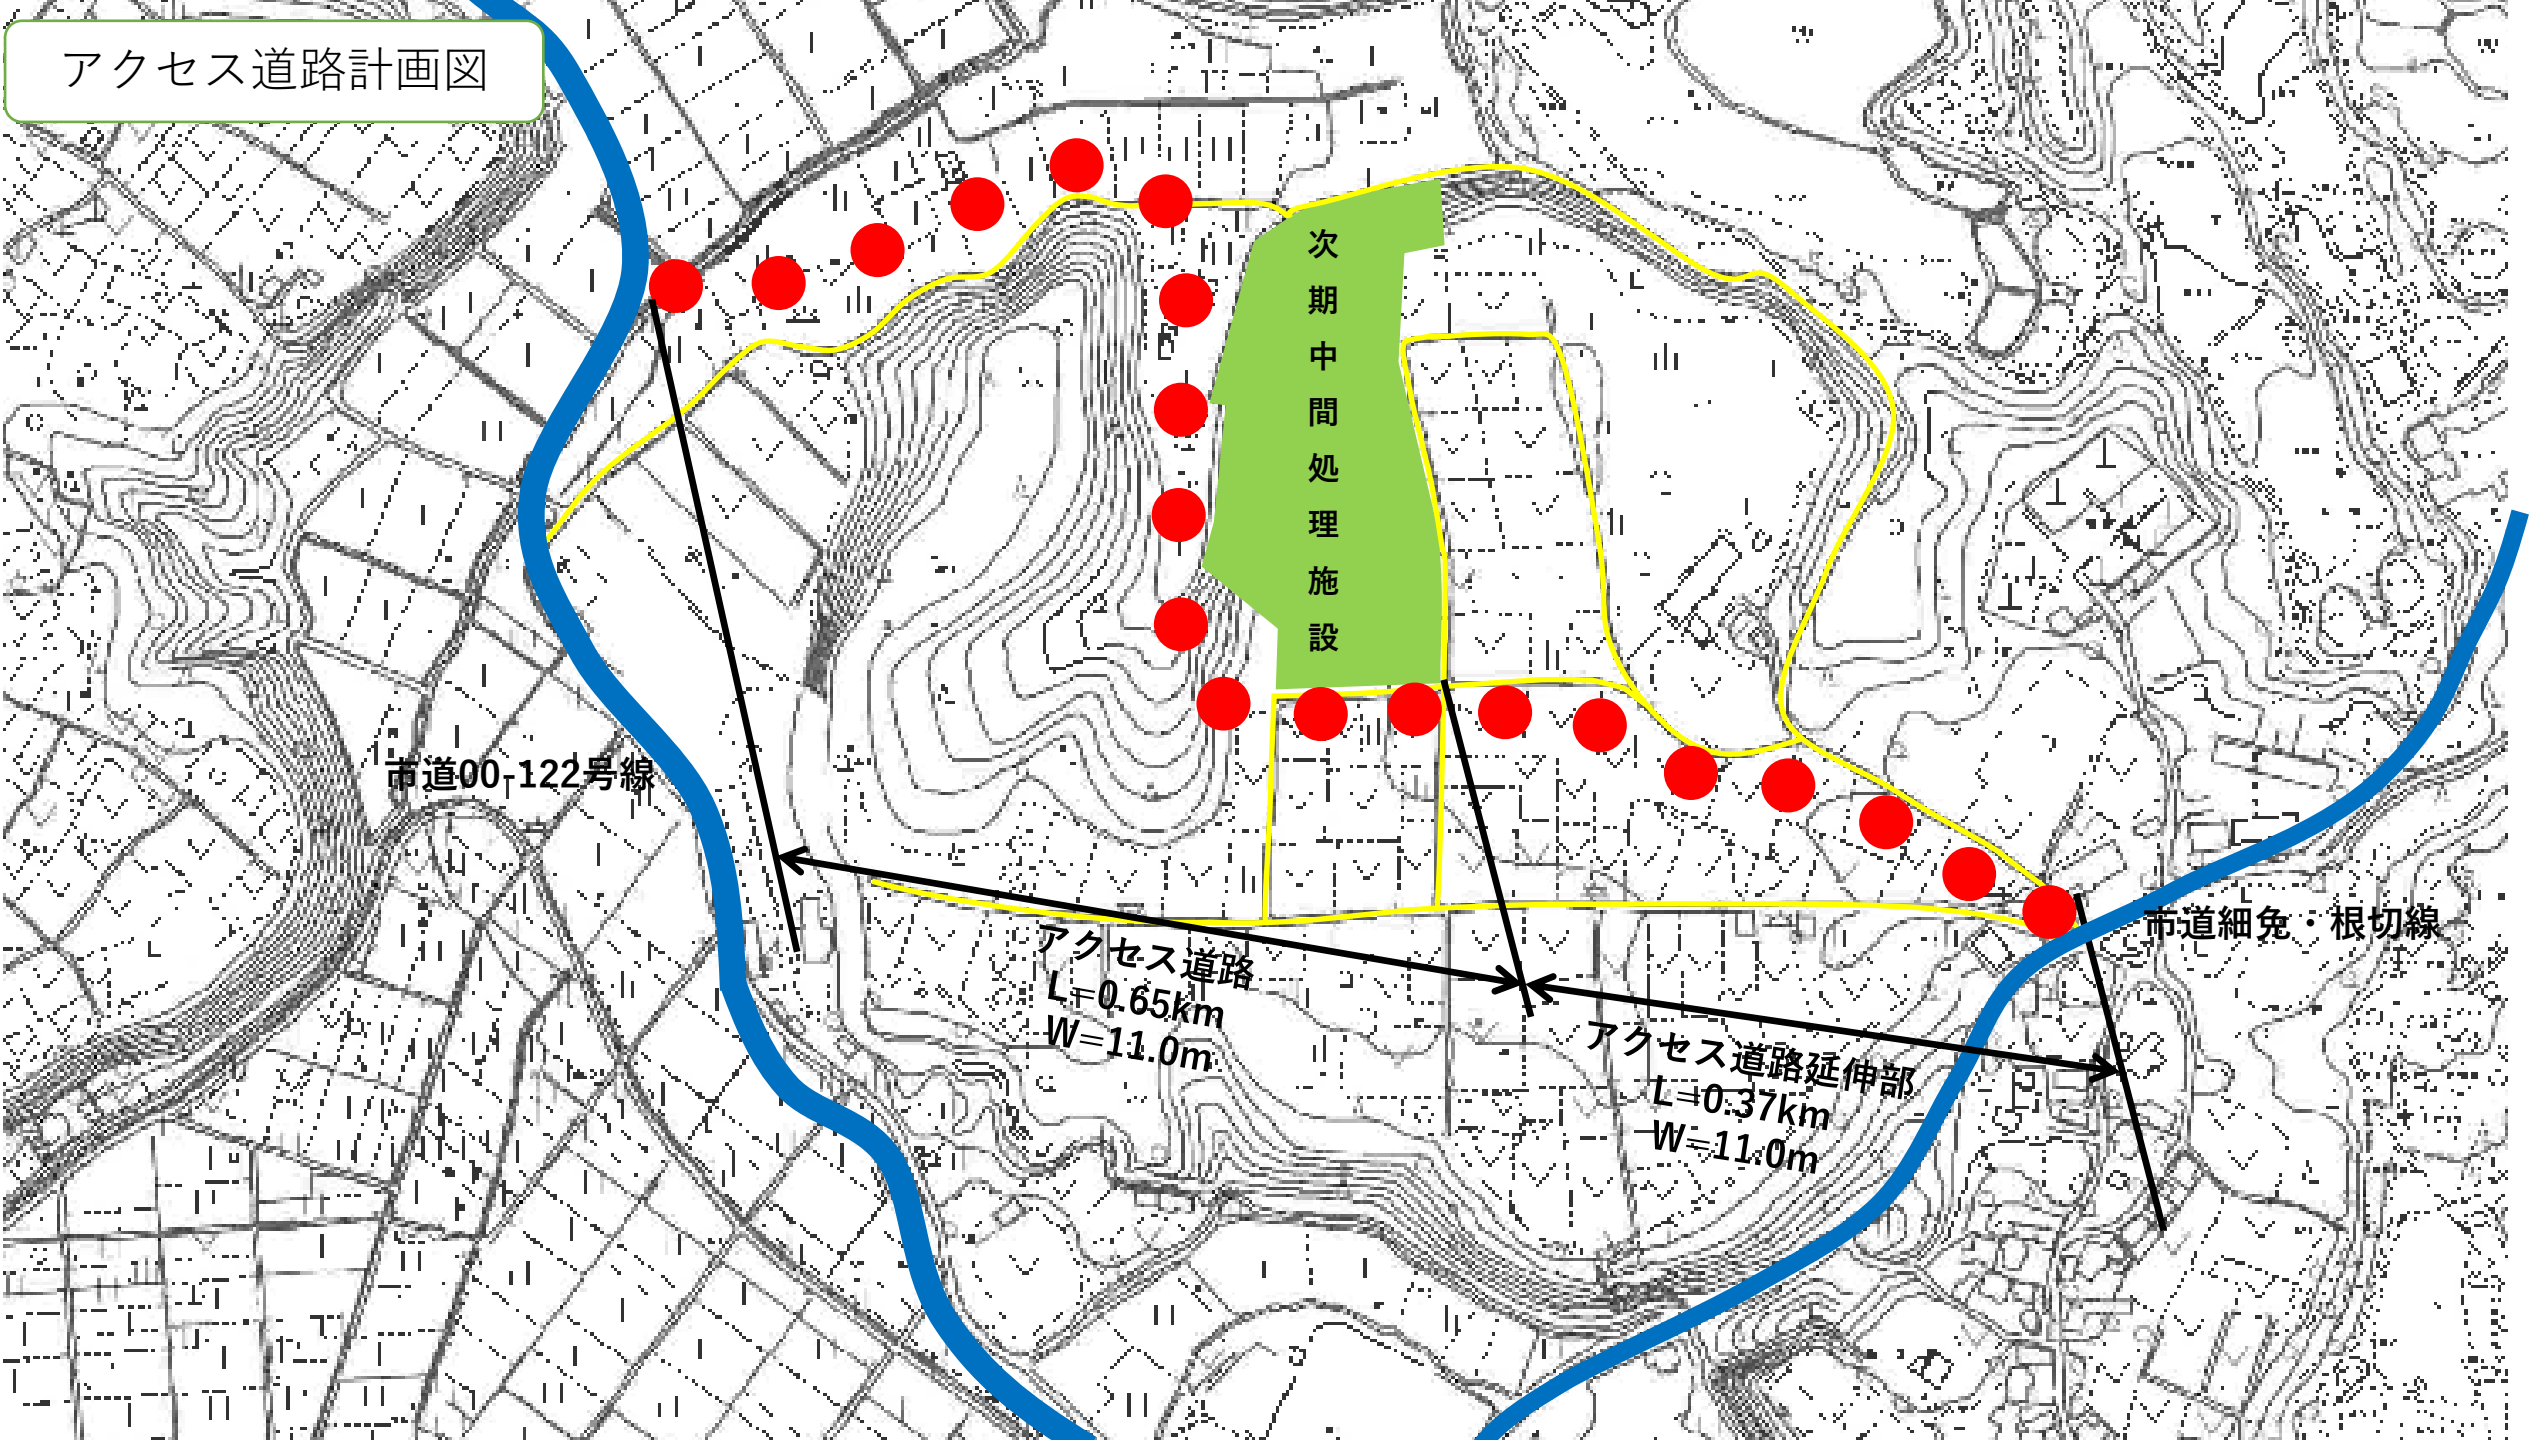 アクセス道路計画図
次期中間処理施設
市道00-122号線
市道細免・根切線
アクセス道路
L=0.65km
W=11.0m
アクセス道路延伸部
L=0.37km
W=11.0m